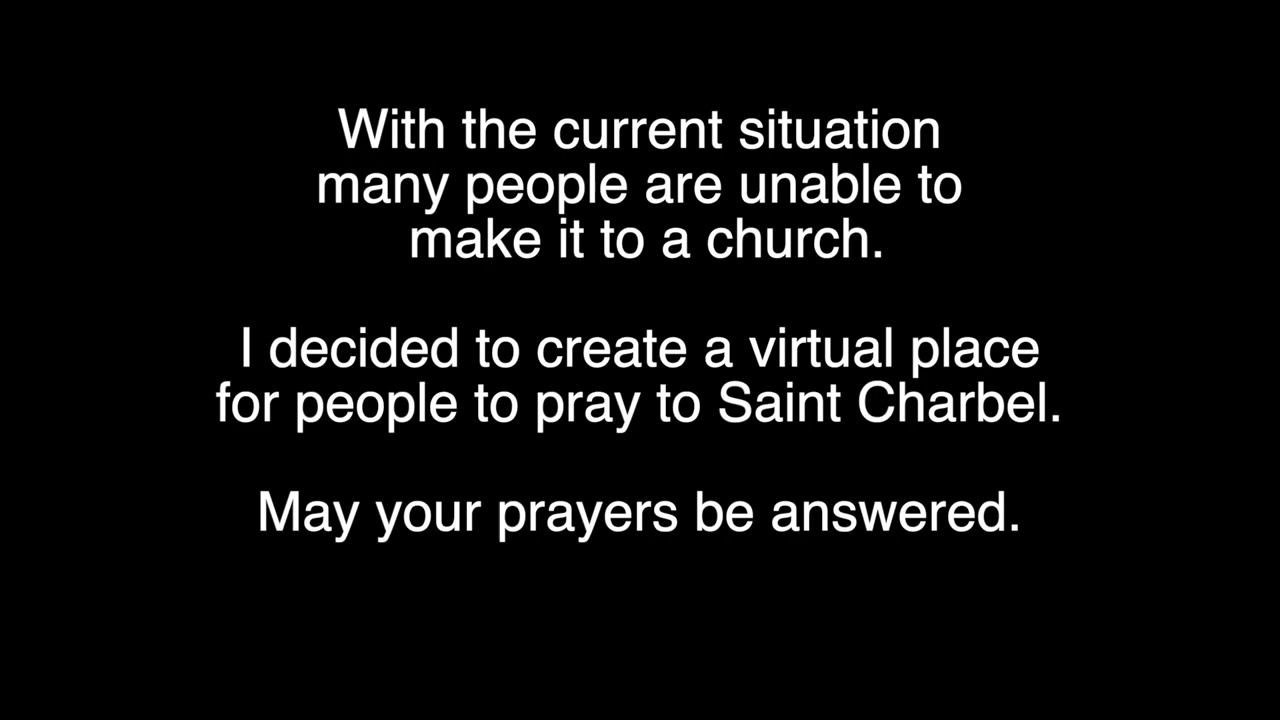 With the current situation
many people are unable to
make it to a church.
I decided to create a virtual place
for people to pray to Saint Charbel.
May your prayers be answered.